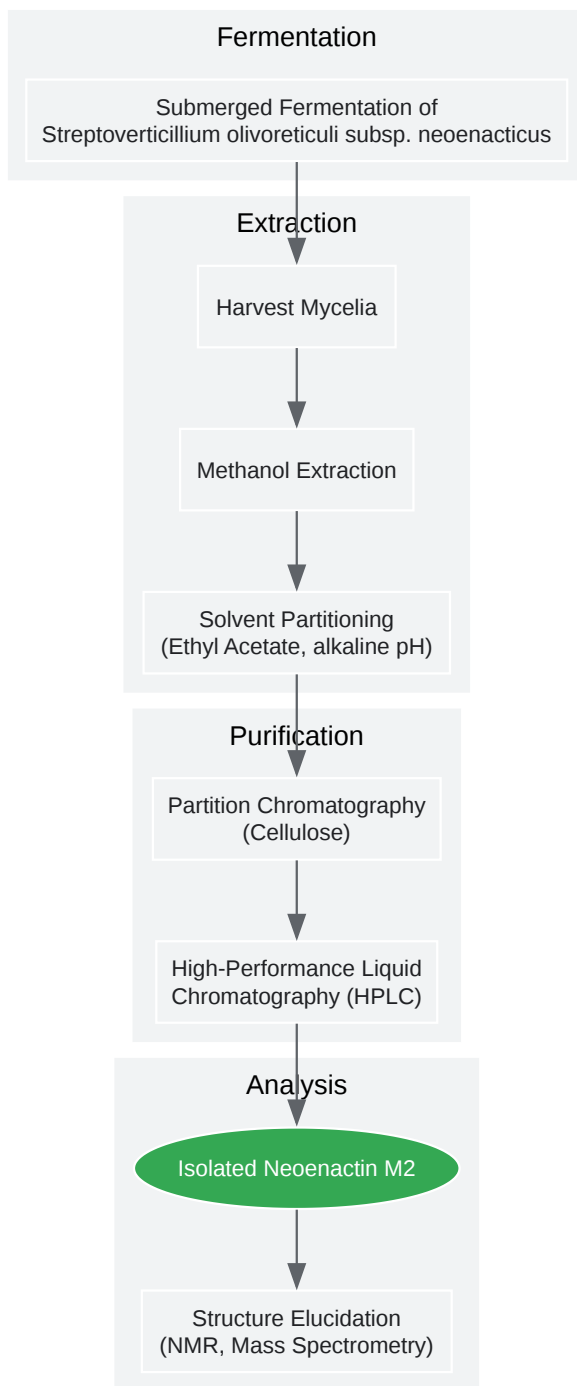 Fermentation
Submerged Fermentation of
Streptoverticillium olivoreticuli subsp. neoenacticus
Extraction
Harvest Mycelia
Methanol Extraction
Solvent Partitioning
(Ethyl Acetate, alkaline pH)
Purification
Partition Chromatography
(Cellulose)
High-Performance Liquid
Chromatography (HPLC)
Analysis
Isolated Neoenactin M2
Structure Elucidation
(NMR, Mass Spectrometry)